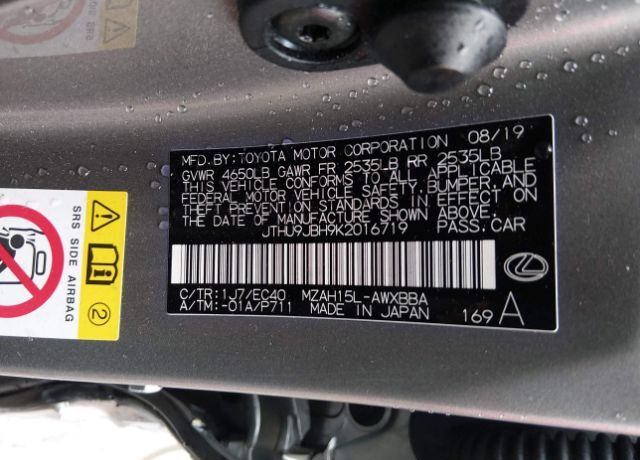 MFD.BY:TOYOTA MOTOR CORPORATION 08/19
GVWR 4650LB GAWR FR 2535LB RR 2535LB
THIS VEHICLE CONFORMS TO ALL APPLICABLE
FEDERAL MOTOR VEHICLE SAFETY,BUMPER,AND
THEFT PREVENTION STANDARDS IN EFFECT ON
THE DATE OF MANUFACTURE SHOWN ABOVE.
JTHU9JBH9K2016719 PASS.CAR
C/TR:1J7/EC40 MZAH15L-AWXBBA
A/TM:-01A/P711 MADE IN JAPAN 169 A
SRS SIDE AIRBAG
2